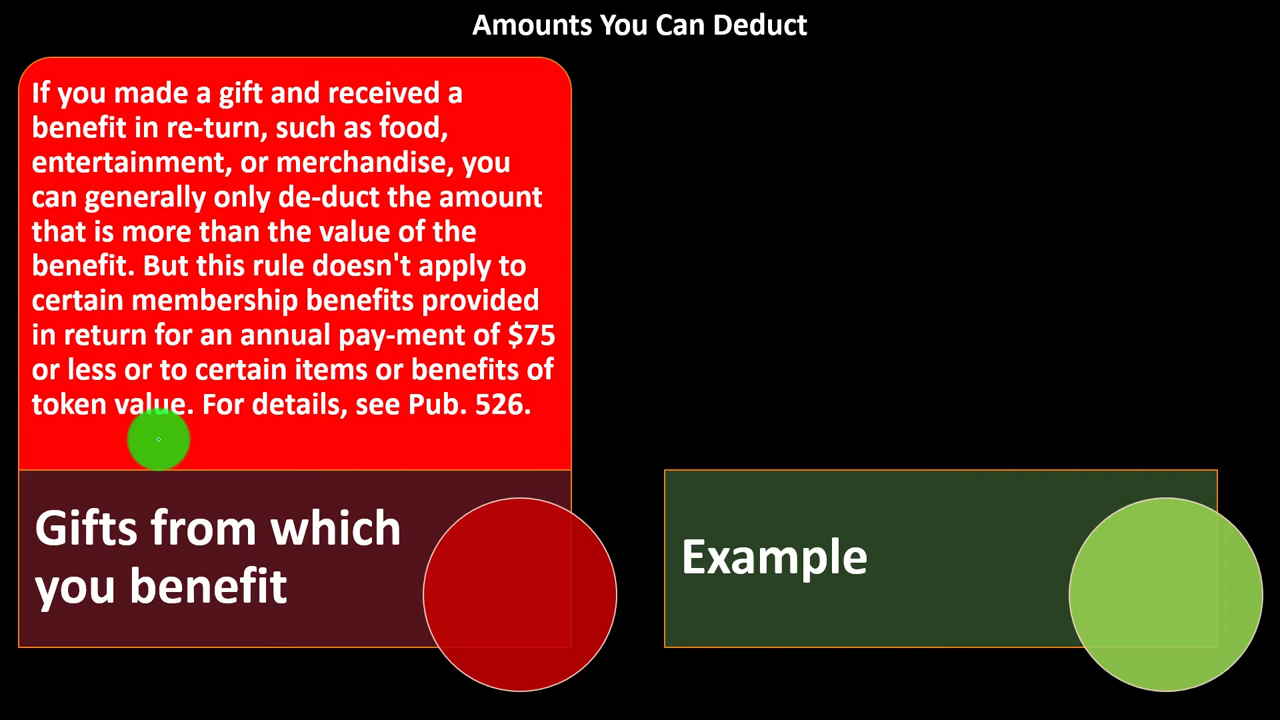 Amounts You Can Deduct
If you made a gift and received a
benefit in re-turn, such as food,
entertainment, or merchandise, you
can generally only de-duct the amount
that is more than the value of the
benefit. But this rule doesn't apply to
certain membership benefits provided
in return for an annual pay-ment of $75
or less or to certain items or benefits of
token value. For details, see Pub. 526.
Gifts from which
you benefit
Example